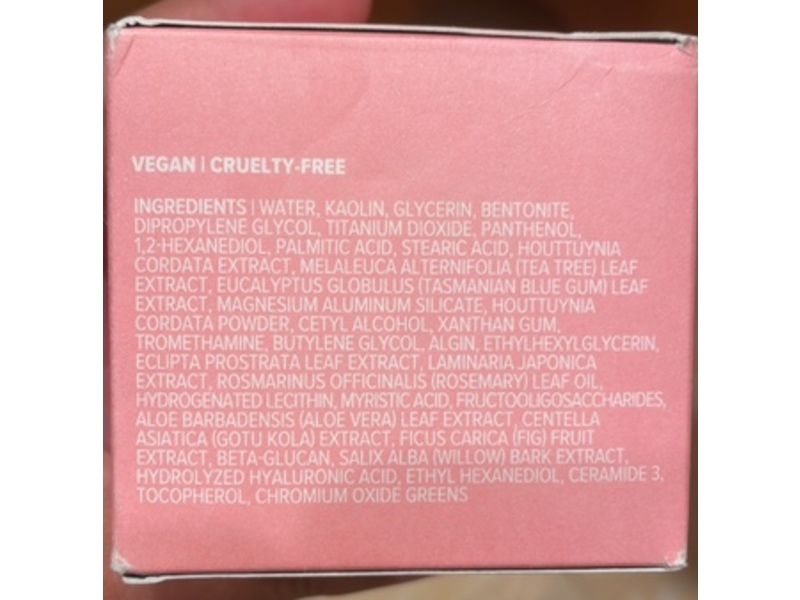 VEGAN | CRUELTY-FREE
INGREDIENTS | WATER, KAOLIN, GLYCERIN, BENTONITE,
DIPROPYLENE GLYCOL, TITANIUM DIOXIDE, PANTHENOL,
1,2-HEXANEDIOL, PALMITIC ACID, STEARIC ACID, HOUTTUYNIA
CORDATA EXTRACT, MELALEUCA ALTERNIFOLIA (TEA TREE) LEAF
EXTRACT, EUCALYPTUS GLOBULUS (TASMANIAN BLUE GUM) LEAF
EXTRACT, MAGNESIUM ALUMINUM SILICATE, HOUTTUYNIA
CORDATA POWDER, CETYL ALCOHOL, XANTHAN GUM,
TROMETHAMINE, BUTYLENE GLYCOL, ALGIN, ETHYLHEXYLGLYCERIN,
ECLIPTA PROSTRATA LEAF EXTRACT, LAMINARIA JAPONICA
EXTRACT, ROSMARINUS OFFICINALIS (ROSEMARY) LEAF OIL,
HYDROGENATED LECITHIN, MYRISTIC ACID, FRUCTOOLIGOSACCHARIDES,
ALOE BARBADENSIS (ALOE VERA) LEAF EXTRACT, CENTELLA
ASIATICA (GOTU KOLA) EXTRACT, FICUS CARICA (FIG) FRUIT
EXTRACT, BETA-GLUCAN, SALIX ALBA (WILLOW) BARK EXTRACT,
HYDROLYZED HYALURONIC ACID, ETHYL HEXANEDIOL, CERAMIDE 3,
TOCOPHEROL, CHROMIUM OXIDE GREENS